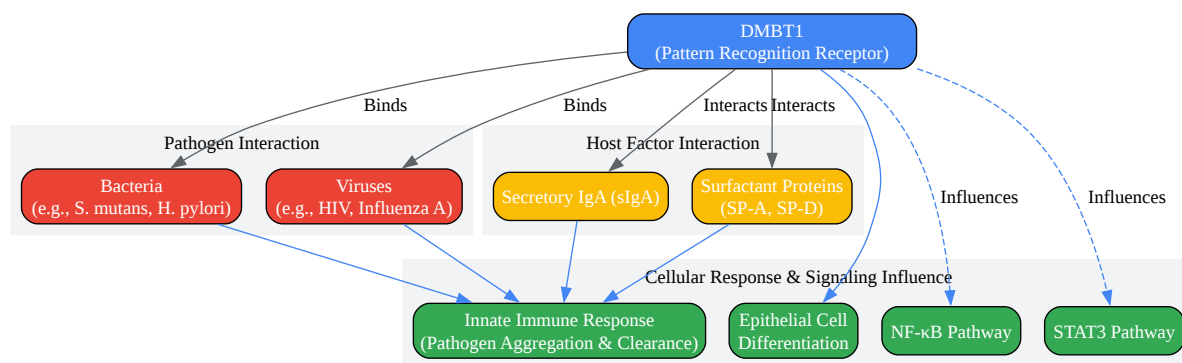 DMBT1
(Pattern Recognition Receptor)
Binds
Binds
Interacts
Interacts
Pathogen Interaction
Host Factor Interaction
Bacteria
(e.g., S. mutans, H. pylori)
Viruses
(e.g., HIV, Influenza A)
Secretory IgA (sIgA)
Surfactant Proteins
(SP-A, SP-D)
Influences
Influences
Cellular Response & Signaling Influence
Innate Immune Response
(Pathogen Aggregation & Clearance)
Epithelial Cell
Differentiation
NF-κB Pathway
STAT3 Pathway